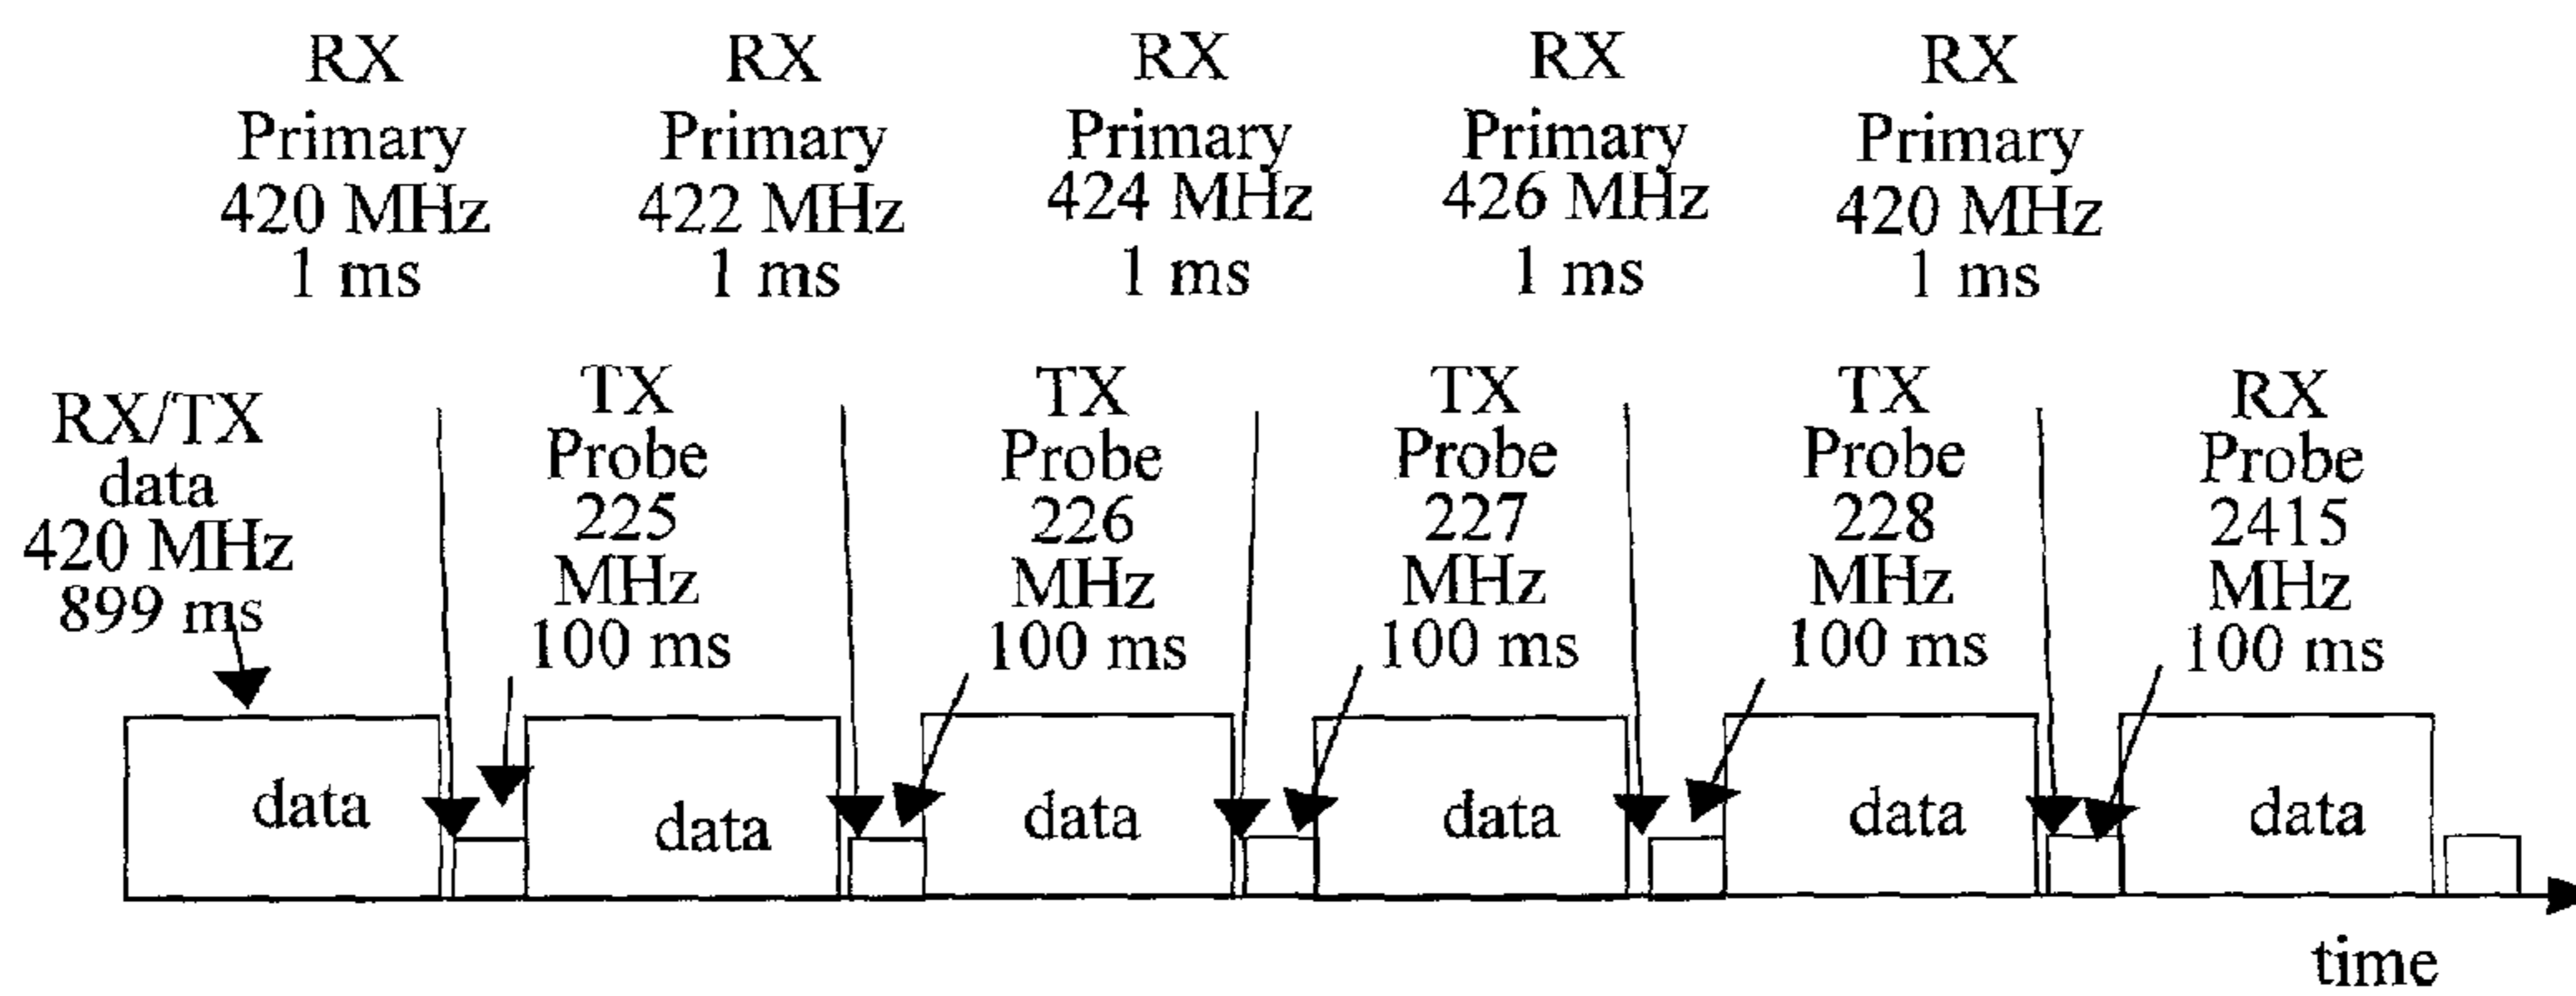 RX
Primary
420 MHz
1 ms
RX
Primary
422 MHz
1 ms
RX
Primary
424 MHz
1 ms
RX
Primary
426 MHz
1 ms
RX
Primary
420 MHz
1 ms
RX/TX
data
420 MHz
899 ms
TX
Probe
225
MHz
100 ms
TX
Probe
226
MHz
100 ms
TX
Probe
227
MHz
100 ms
TX
Probe
228
MHz
100 ms
RX
Probe
2415
MHz
100 ms
data
data
data
data
data
data
time